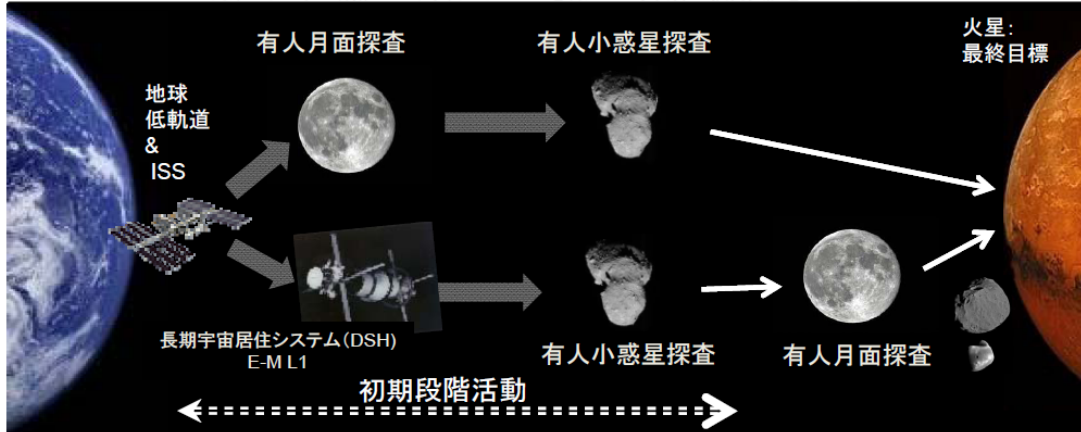 有人月面探査
有人小惑星探査
火星:
最終目標
地球
低軌道
&
ISS
長期宇宙居住システム(DSH)
E-M L1
有人小惑星探査
有人月面探査
初期段階活動